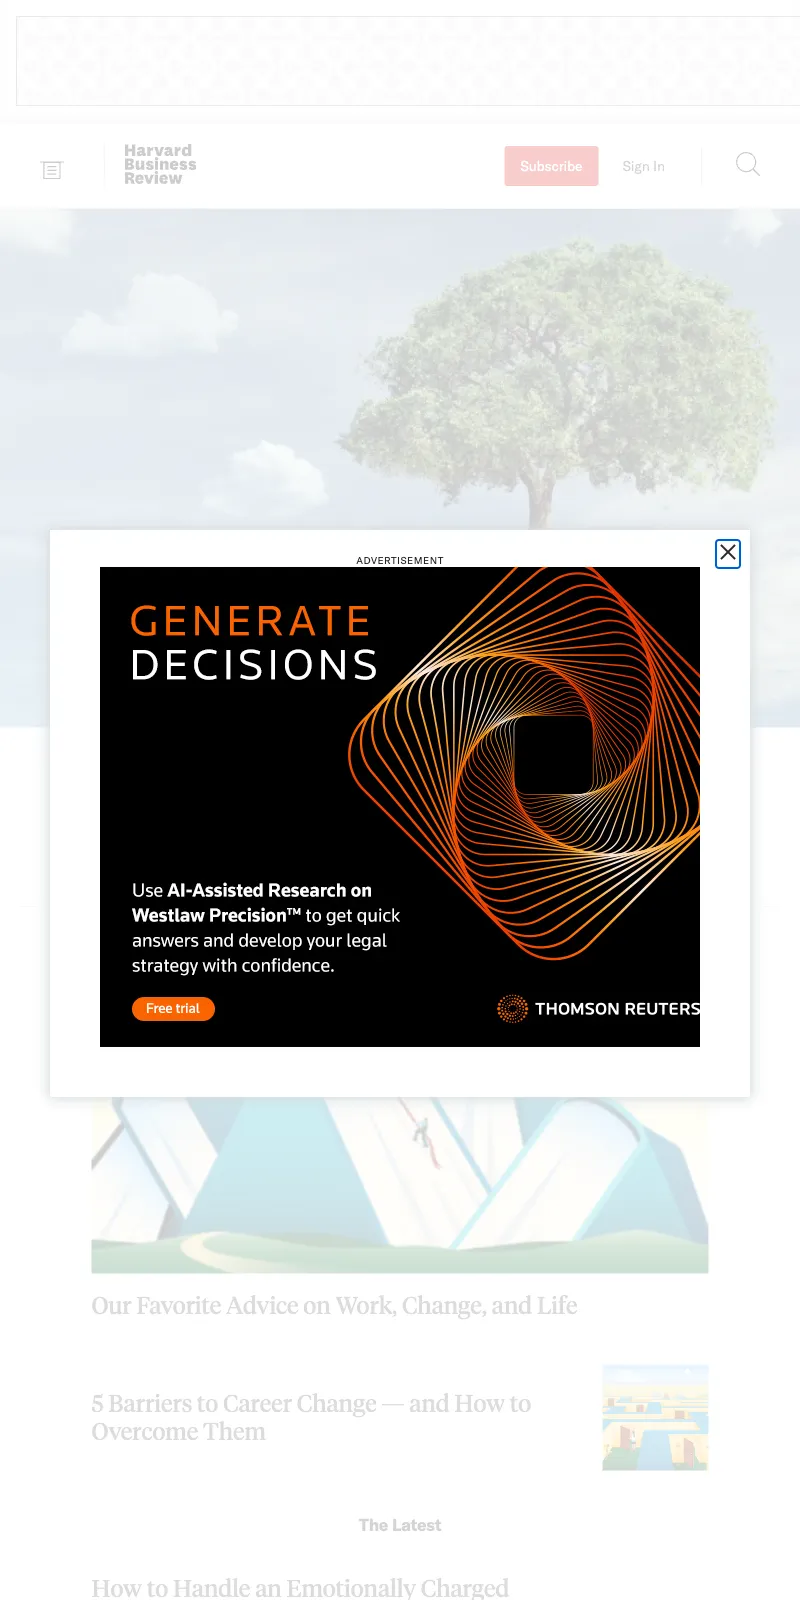 Harvard
Business
Review
Subscribe
Sign In
ADVERTISEMENT
GENERATE
DECISIONS
Use AI-Assisted Research on
Westlaw Precision™ to get quick
answers and develop your legal
strategy with confidence.
Free trial
THOMSON REUTERS
Our Favorite Advice on Work, Change, and Life
5 Barriers to Career Change — and How to
Overcome Them
The Latest
How to Handle an Emotionally Charged